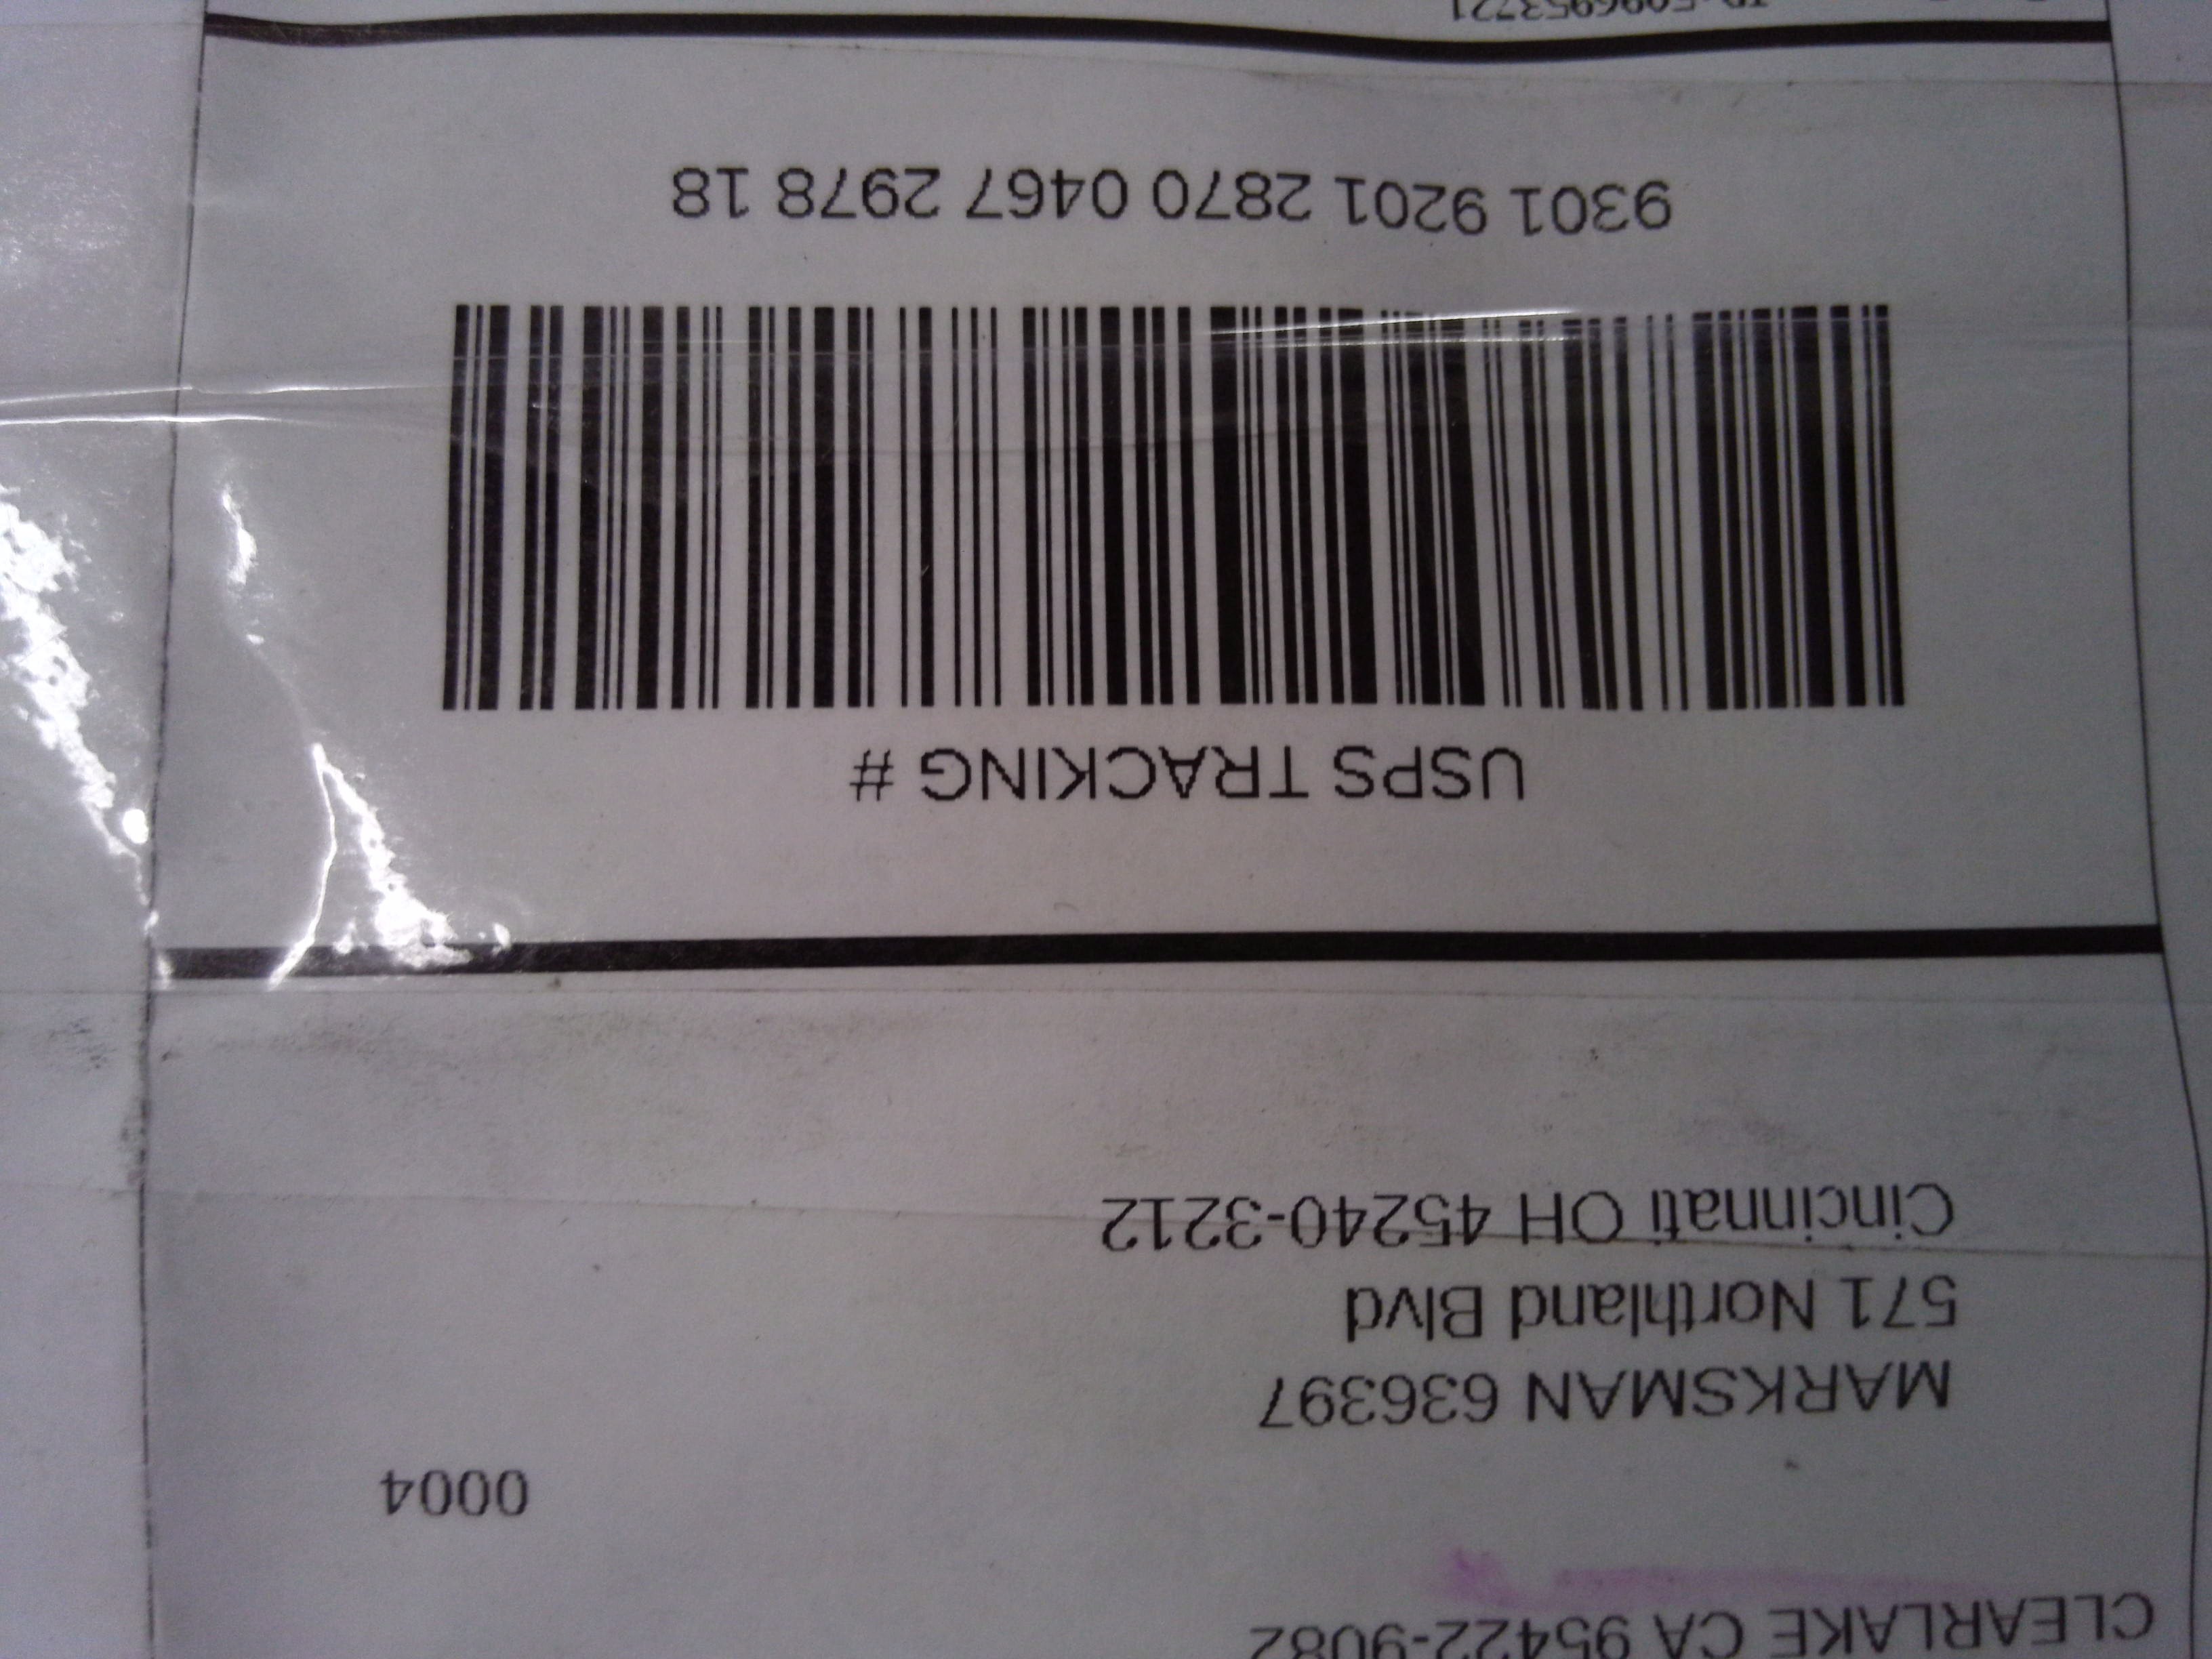 CLEARLAKE CA 95422-9082
0004
MARKSMAN 636397
571 Northland Blvd
Cincinnati OH 45240-3212
USPS TRACKING #
9301 9201 2870 0467 2978 18